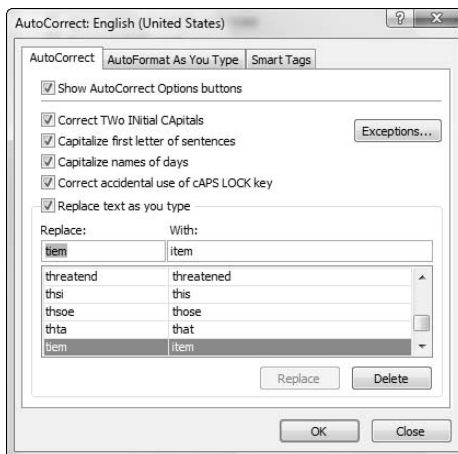 AutoCorrect: English (United States)
AutoCorrect AutoFormat As You Type Smart Tags
Show AutoCorrect Options buttons
Correct TWo INitial CApitals
Exceptions...
Capitalize first letter of sentences
Capitalize names of days
Correct accidental use of cAPS LOCK key
Replace text as you type
Replace: With:
tiem item
threatend threatened
thsi this
thsoe those
thta that
tiem item
Replace Delete
OK Close